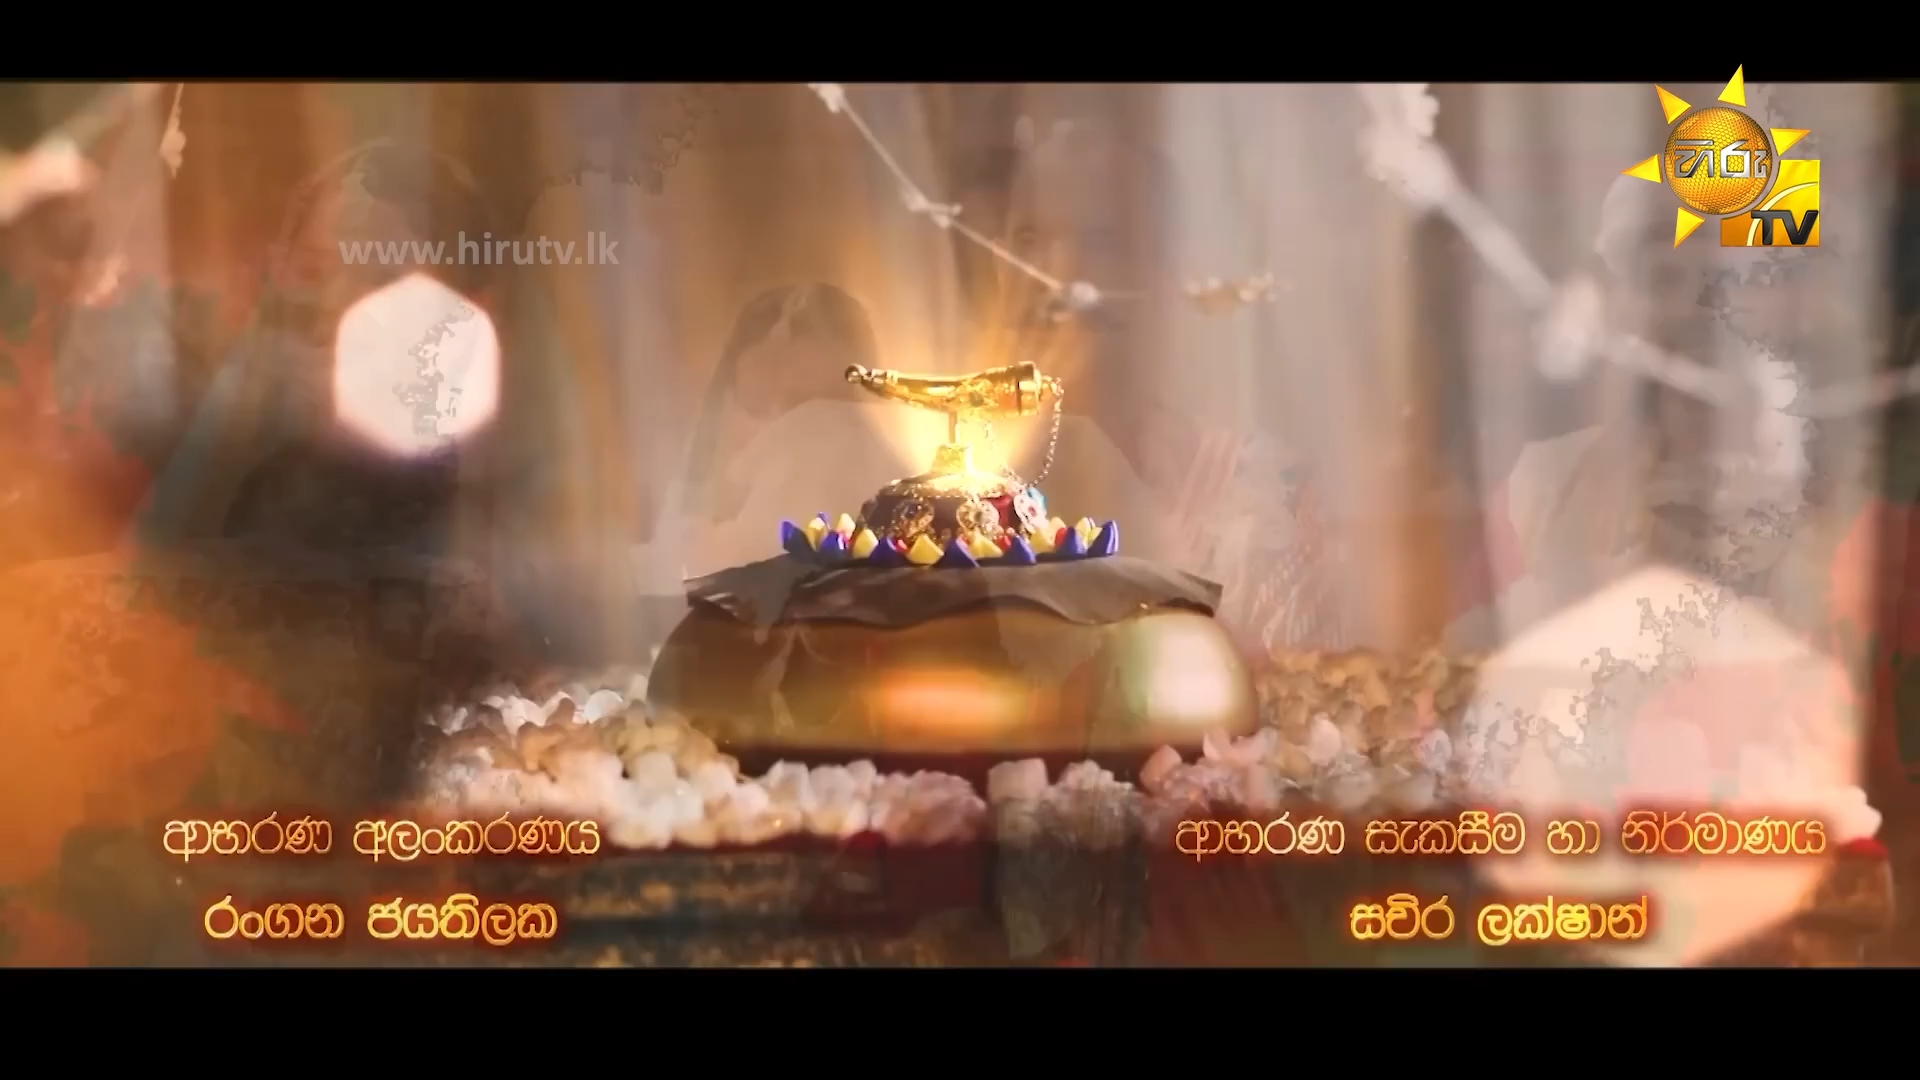 හිරු
TV
www.hirutv.lk
ආභරණ අලංකරණය
රංගන ජයතිලක
ආභරණ සැකසීම හා නිර්මාණය
සචිර ලක්ෂාන්